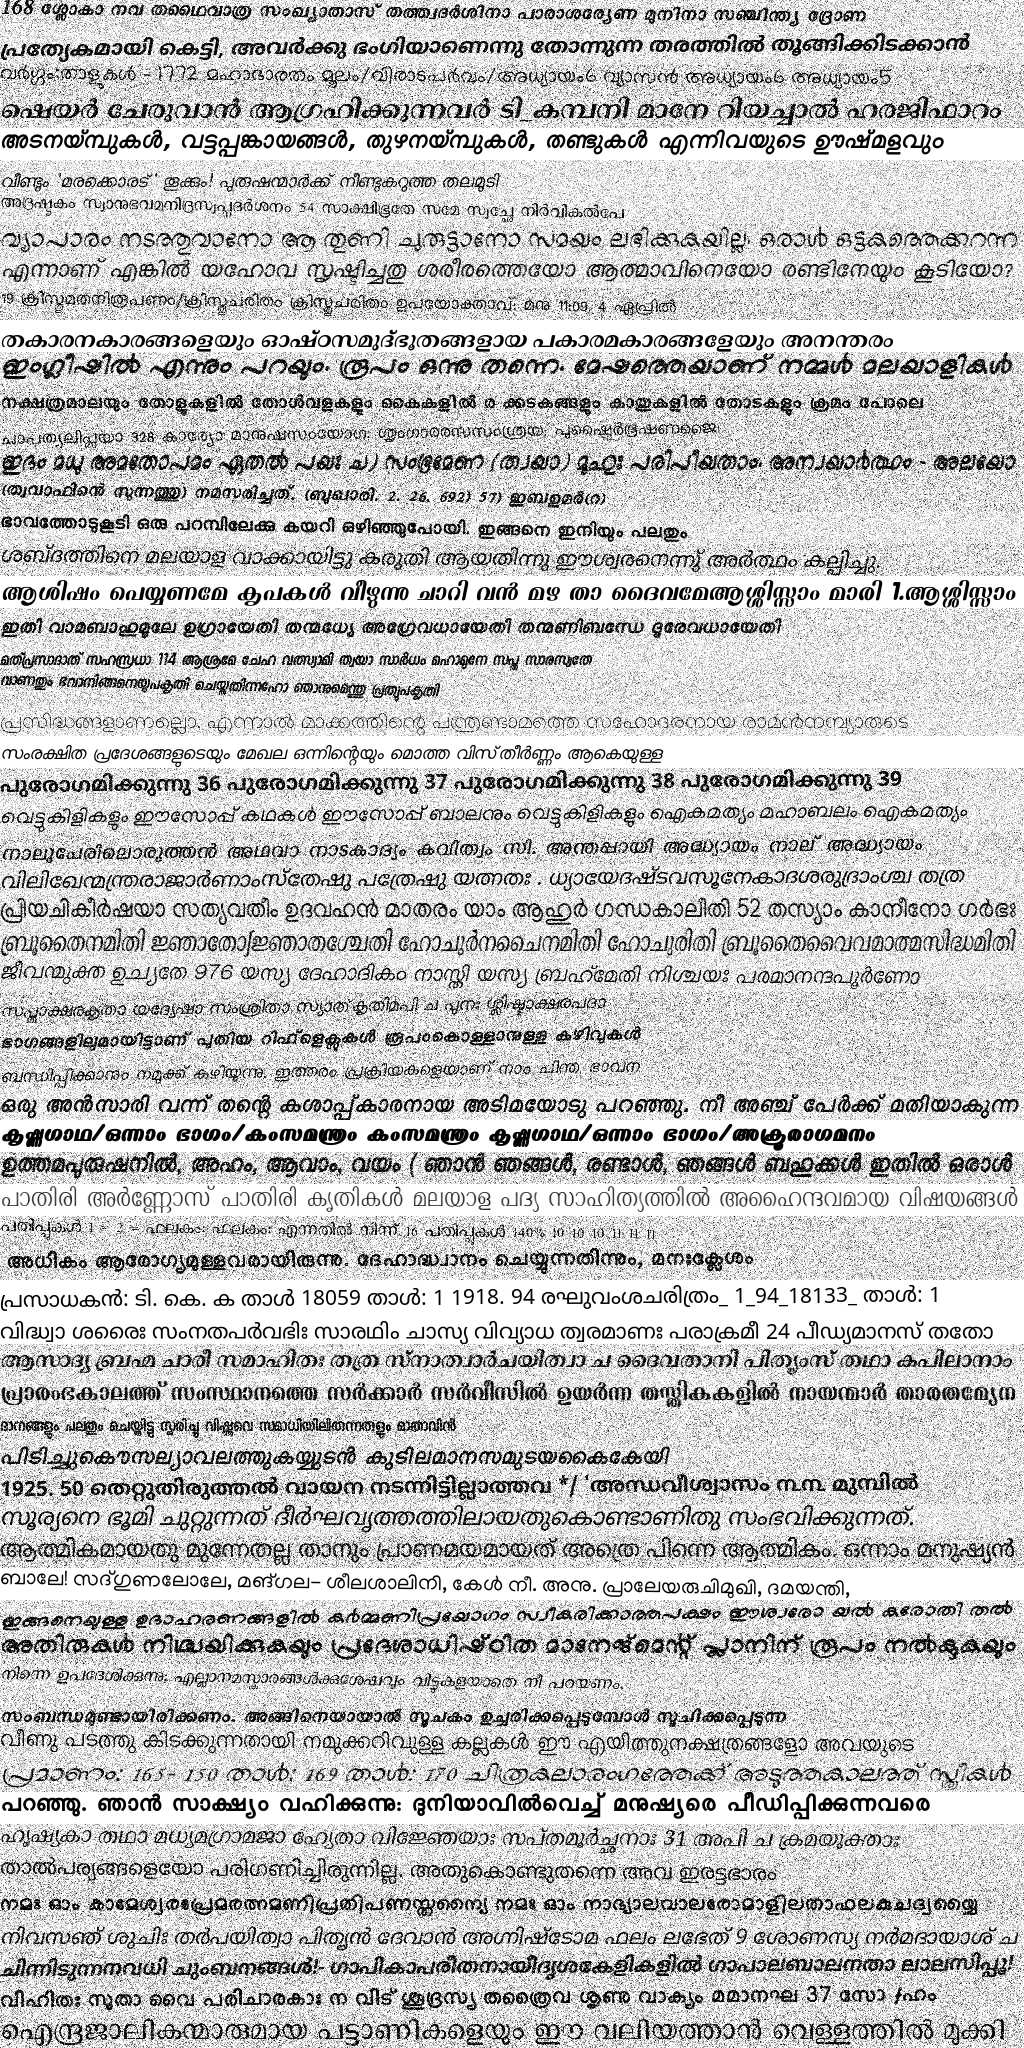 168 ശ്ലോകാ നവ തഥൈവാത്ര സംഖ്യാതാസ് തത്ത്വദർശിനാ പാരാശര്യേണ മുനിനാ സഞ്ചിന്ത്യ ദ്രോണ
പ്രത്യേകമായി കെട്ടി, അവർക്കു ഭംഗിയാണെന്നു തോന്നുന്ന തരത്തിൽ തൂങ്ങിക്കിടക്കാൻ
വർഗ്ഗം:താളുകൾ - 1772 മഹാഭാരതം മൂലം/വിരാടപർവം/അധ്യായം6 വ്യാസൻ അധ്യായം6 അധ്യായം5
ഷെയർ ചേരുവാൻ ആഗ്രഹിക്കുന്നവർ ടി_കമ്പനി മാനേ റിയച്ചാൽ ഹരജിഫാറം
അടനയ്മ്പുകൾ, വട്ടപ്പങ്കായങ്ങൾ, തുഴനയ്മ്പുകൾ, തണ്ടുകൾ എന്നിവയുടെ ഊഷ്മളവും
വീണ്ടും 'മരക്കൊരട്' തൂക്കും! പുരുഷന്മാർക്ക് നീണ്ടുകറുത്ത തലമുടി
അദ്രഷ്ടകം സ്വാനുഭവമനിദ്രസ്വപ്നദർശനം 54 സാക്ഷിഭൂതേ സമേ സ്വച്ഛേ നിർവികൽപേ
വ്യാപാരം നടത്തുവാനോ ആ തുണി ചുരുട്ടാനോ സമയം ലഭിക്കുകയില്ല. ഒരാൾ ഒട്ടകത്തെക്കറന്ന
എന്നാണ് എങ്കിൽ യഹോവ സൃഷ്ടിച്ചതു ശരീരത്തെയോ ആത്മാവിനെയോ രണ്ടിനേയും കൂടിയോ?
19 ക്രിസ്തുമതനിരൂപണം/ക്രിസ്തുചരിതം ക്രിസ്തുചരിതം ഉപയോക്താവ്: മനു 11:09, 4 ഏപ്രിൽ
തകാരനകാരങ്ങളെയും ഓഷ്ഠസമുദ്ഭൂതങ്ങളായ പകാരമകാരങ്ങളേയും അനന്തരം
ഇംഗ്ലീഷിൽ എന്നും പറയും. രൂപം ഒന്നു തന്നെ. മേഷത്തെയാണ് നമ്മൾ മലയാളികൾ
നക്ഷത്രമാലയും തോളുകളിൽ തോൾവളകളും കൈകളിൽ ര ക്കടകങ്ങളും കാതുകളിൽ തോടകളും ക്രമം പോലെ
ചാപത്യലിപ്സയാ 328 കാര്യോ മാനുഷസംയോഗഃ ശൃംഗാരരസസംശ്രയഃ പുഷ്പൈർഭൂഷണജൈഃ
ഇദം മധു അമതോപമം ഏതൽ പയഃ ച) സംഭ്രമേണ (ത്വയാ) മുഹുഃ പരിപീയതാം. അന്വയാർത്ഥം - അലയോ
(ത്വവാഫിന്റെ സുന്നത്തു) നമസരിച്ചത്. (ബുഖാരി. 2. 26. 692) 57) ഇബ്ഉമർ(റ)
ഭാവത്തോടുകൂടി ഒരു പറമ്പിലേക്കു കയറി ഒഴിഞ്ഞുപോയി. ഇങ്ങനെ ഇനിയും പലതും
ശബ്ദത്തിനെ മലയാള വാക്കായിട്ടു കരുതി ആയതിന്നു ഈശ്വരനെന്ന് അർത്ഥം കല്പിച്ചു.
ആശിഷം പെയ്യണമേ കൃപകൾ വീഴുന്നു ചാറി വൻ മഴ താ ദൈവമേആശ്ശിസ്സാം മാരി 1.ആശ്ശിസ്സാം
ഇതി വാമബാഹുമൂലേ ഉഗ്രായേതി തന്മധ്യേ അഗ്രേവധായേതി തന്മണിബന്ധേ ദൂരേവധായേതി
മത്പ്രസാദാത് സഹസ്രധാ 114 ആശ്രമേ ചേഹ വത്സ്യാമി ത്വയാ സാർധം മഹാമുനേ സപ്ത സാരസ്വതേ
വാണതും ഭവാനിങ്ങനെയുപകൃതി ചെയ്തതിന്നഹോ ഞാനുമെന്തു പ്രത്യുപകൃതി
പ്രസിദ്ധങ്ങളാണല്ലൊ. എന്നാൽ മാക്കത്തിന്റെ പന്ത്രണ്ടാമത്തെ സഹോദരനായ രാമൻനമ്പ്യാരുടെ
സംരക്ഷിത പ്രദേശങ്ങളുടെയും മേഖല ഒന്നിന്റെയും മൊത്ത വിസ്തീർണ്ണം ആകെയുള്ള
പുരോഗമിക്കുന്നു 36 പുരോഗമിക്കുന്നു 37 പുരോഗമിക്കുന്നു 38 പുരോഗമിക്കുന്നു 39
വെട്ടുകിളികളും ഈസോപ്പ് കഥകൾ ഈസോപ്പ് ബാലനും വെട്ടുകിളികളും ഐകമത്യം മഹാബലം ഐകമത്യം
നാലുപേരിലൊരുത്തൻ അഥവാ നാടകാദ്യം കവിത്വം സി. അന്തപ്പായി അദ്ധ്യായം നാല് അദ്ധ്യായം
വിലിഖേന്മന്ത്രരാജാർണാംസ്തേഷു പത്രേഷു യത്നതഃ . ധ്യായേദഷ്ടവസൂനേകാദശരുദ്രാംശ്ച തത്ര
പ്രിയചികീർഷയാ സത്യവതീം ഉദവഹൻ മാതരം യാം ആഹുർ ഗന്ധകാലീതി 52 തസ്യാം കാനീനോ ഗർഭഃ
ബ്രൂതൈനമിതി ജ്ഞാതോ/ജ്ഞാതശ്ചേതി ഹോചുർനചൈനമിതി ഹോചുരിതി ബ്രൂതൈവൈവമാത്മസിദ്ധമിതി
ജീവന്മുക്ത ഉച്യതേ 976 യസ്യ ദേഹാദികം നാസ്തി യസ്യ ബ്രഹ്മേതി നിശ്ചയഃ പരമാനന്ദപുർണോ
സപ്താക്ഷരകൃതാ യദ്യേഷാ സംശ്രിതാ സ്യാത് കൃതിമപി ച പുനഃ ശ്ലിഷ്ടാക്ഷരപദാ
ഭാഗങ്ങളിലുമായിട്ടാണ് പുതിയ റിഫ്ളെക്സുകൾ രൂപംകൊള്ളാനുള്ള കഴിവുകൾ
ബന്ധിപ്പിക്കാനും നമുക്ക് കഴിയുന്നു. ഇത്തരം പ്രക്രിയകളെയാണ് നാം ചിന്ത, ഭാവന
ഒരു അൻസാരി വന്ന് തന്റെ കശാപ്പ്കാരനായ അടിമയോടു പറഞ്ഞു. നീ അഞ്ച് പേർക്ക് മതിയാകുന്ന
കൃഷ്ണഗാഥ/ഒന്നാം ഭാഗം/കംസമന്ത്രം കംസമന്ത്രം കൃഷ്ണഗാഥ/ഒന്നാം ഭാഗം/അക്രൂരാഗമനം
ഉത്തമപുരുഷനിൽ, അഹം, ആവാം, വയം ( ഞാൻ ഞങ്ങൾ, രണ്ടാൾ, ഞങ്ങൾ ബഹുക്കൾ ഇതിൽ ഒരാൾ
പാതിരി അർണ്ണോസ് പാതിരി കൃതികൾ മലയാള പദ്യ സാഹിത്യത്തിൽ അഹൈന്ദവമായ വിഷയങ്ങൾ
പതിപ്പുകൾ 1 = 2 = ഫലകം: ഫലകം: എന്നതിൽ നിന്ന്. 16 പതിപ്പുകൾ 140% 10 10 10 11 11 11
അധികം ആരോഗ്യമുള്ളവരായിരുന്നു. ദേഹാദ്ധ്വാനം ചെയ്യുന്നതിന്നും, മനഃക്ലേശം
പ്രസാധകൻ: ടി. കെ. ക താൾ 18059 താൾ: 1 1918. 94 രഘുവംശചരിത്രം_ 1_94_18133_ താൾ: 1
വിദ്ധ്വാ ശരൈഃ സംനതപർവഭിഃ സാരഥിം ചാസ്യ വിവ്യാധ ത്വരമാണഃ പരാക്രമീ 24 പീഡ്യമാനസ് തതോ
ആസാദ്യ ബ്രഹ്മ ചാരീ സമാഹിതഃ തത്ര സ്നാത്വാർചയിത്വാ ച ദൈവതാനി പിതൄംസ് തഥാ കപിലാനാം
പ്രാരംഭകാലത്ത് സംസ്ഥാനത്തെ സർക്കാർ സർവീസിൽ ഉയർന്ന തസ്തികകളിൽ നായന്മാർ താരതമ്യേന
ദാനങ്ങളും പലതും ചെയ്തിട്ടു സ്മരിച്ചു വിഷ്ണുവെ സമാധിയിലിതന്നതുളും മാതാവിൻ
പിടിച്ചുകൌസല്യാവലത്തുകയ്യുടൻ കുടിലമാനസമുടയകൈകേയി
1925. 50 തെറ്റുതിരുത്തൽ വായന നടന്നിട്ടില്ലാത്തവ */ 'അന്ധവീശ്വാസം ൩.൩. മുമ്പിൽ
സൂര്യനെ ഭൂമി ചുറ്റുന്നത് ദീർഘവൃത്തത്തിലായതുകൊണ്ടാണിതു സംഭവിക്കുന്നത്.
ആത്മികമായതു മുന്നേതല്ല താനും പ്രാണമയമായത് അത്രെ പിന്നെ ആത്മികം. ഒന്നാം മനുഷ്യൻ
ബാലേ! സദ്ഗുണലോലേ, മങ്ഗല– ശീലശാലിനി, കേൾ നീ. അനു. പ്രാലേയരുചിമുഖി, ദമയന്തി,
ഇങ്ങനെയുള്ള ഉദാഹരണങ്ങളിൽ കർമ്മണിപ്രയോഗം സ്വീകരിക്കാത്തപക്ഷം ഈശ്വരോ യൽ കരോതി തൽ
അതിരുകൾ നിശ്ചയിക്കുകയും പ്രദേശാധിഷ്ഠിത മാനേജ്മെന്റ് പ്ലാനിന് രൂപം നൽകുകയും
നിന്നെ ഉപദേശിക്കുന്നു; എല്ലാനമസ്കാരങ്ങൾക്കുശേഷവും വിട്ടുകളയാതെ നീ പറയണം.
സംബന്ധമുണ്ടായിരിക്കണം. അങ്ങിനെയായാൽ സൂചകം ഉച്ചരിക്കപ്പെടുമ്പോൾ സൂചിക്കപ്പെടുന്ന
വീണു പടത്തു കിടക്കുന്നതായി നമുക്കറിവുള്ള കല്ലകൾ ഈ എയിത്തുനക്ഷത്രങ്ങളോ അവയുടെ
പ്രമാണം: 165- 150 താൾ: 169 താൾ: 170 ചിത്രകലാരംഗത്തേക്ക് അടുത്തകാലത്ത് സ്ത്രീകൾ
പറഞ്ഞു. ഞാൻ സാക്ഷ്യം വഹിക്കുന്നു: ദുനിയാവിൽവെച്ച് മനുഷ്യരെ പീഡിപ്പിക്കുന്നവരെ
ഹൃഷ്യകാ തഥാ മധ്യമഗ്രാമജാ ഹ്യേതാ വിജ്ഞേയാഃ സപ്തമൂർച്ഛനാഃ 31 അപി ച ക്രമയുക്താഃ
താൽപര്യങ്ങളെയോ പരിഗണിച്ചിരുന്നില്ല. അതുകൊണ്ടുതന്നെ അവ ഇരട്ടഭാരം
നമഃ ഓം കാമേശ്വരപ്രേമരത്നമണിപ്രതിപണസ്തന്യൈ നമഃ ഓം നാഭ്യാലവാലരോമാളിലതാഫലകുചദ്വയ്യൈ
നിവസഞ് ശുചിഃ തർപയിത്വാ പിതൄൻ ദേവാൻ അഗ്നിഷ്ടോമ ഫലം ലഭേത് 9 ശോണസ്യ നർമദായാശ് ച
ചിന്നിടുന്നനവധി ചുംബനങ്ങൾ!- ഗാപികാപരീതനായീദൃശകേളികളിൽ ഗാപാലബാലനതാ ലാലസിപ്പൂ!
വിഹിതഃ സൂതാ വൈ പരിചാരകാഃ ന വിട് ശൂദ്രസ്യ തത്രൈവ ശൃണു വാക്യം മമാനഘ 37 സോ ഽഹം
ഐന്ദ്രജാലികന്മാരുമായ പട്ടാണികളെയും ഈ വലിയത്താൻ വെള്ളത്തിൽ മുക്കി